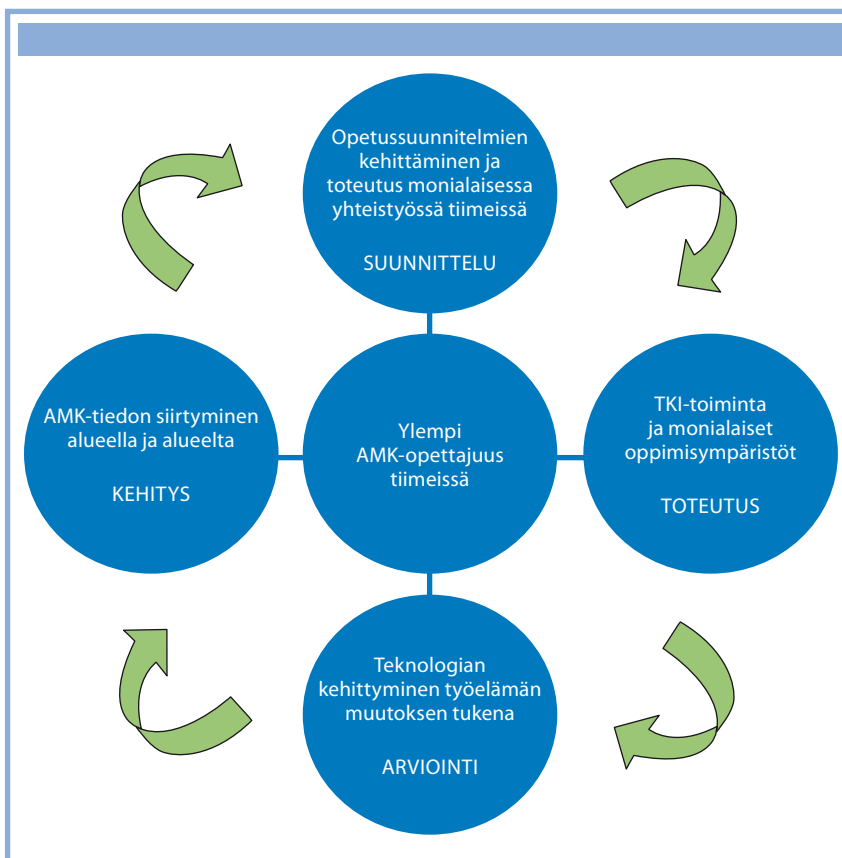 Opetussuunnitelmien
kehittäminen ja
toteutus monialaisessa
yhteistyössä tiimeissä
SUUNNITTELU
AMK-tiedon siirtyminen
alueella ja alueelta
KEHITYS
Ylempi
AMK-opettajuus
tiimeissä
TKI-toiminta
ja monialaiset
oppimisympäristöt
TOTEUTUS
Teknologian
kehittyminen työelämän
muutoksen tukena
ARVIOINTI